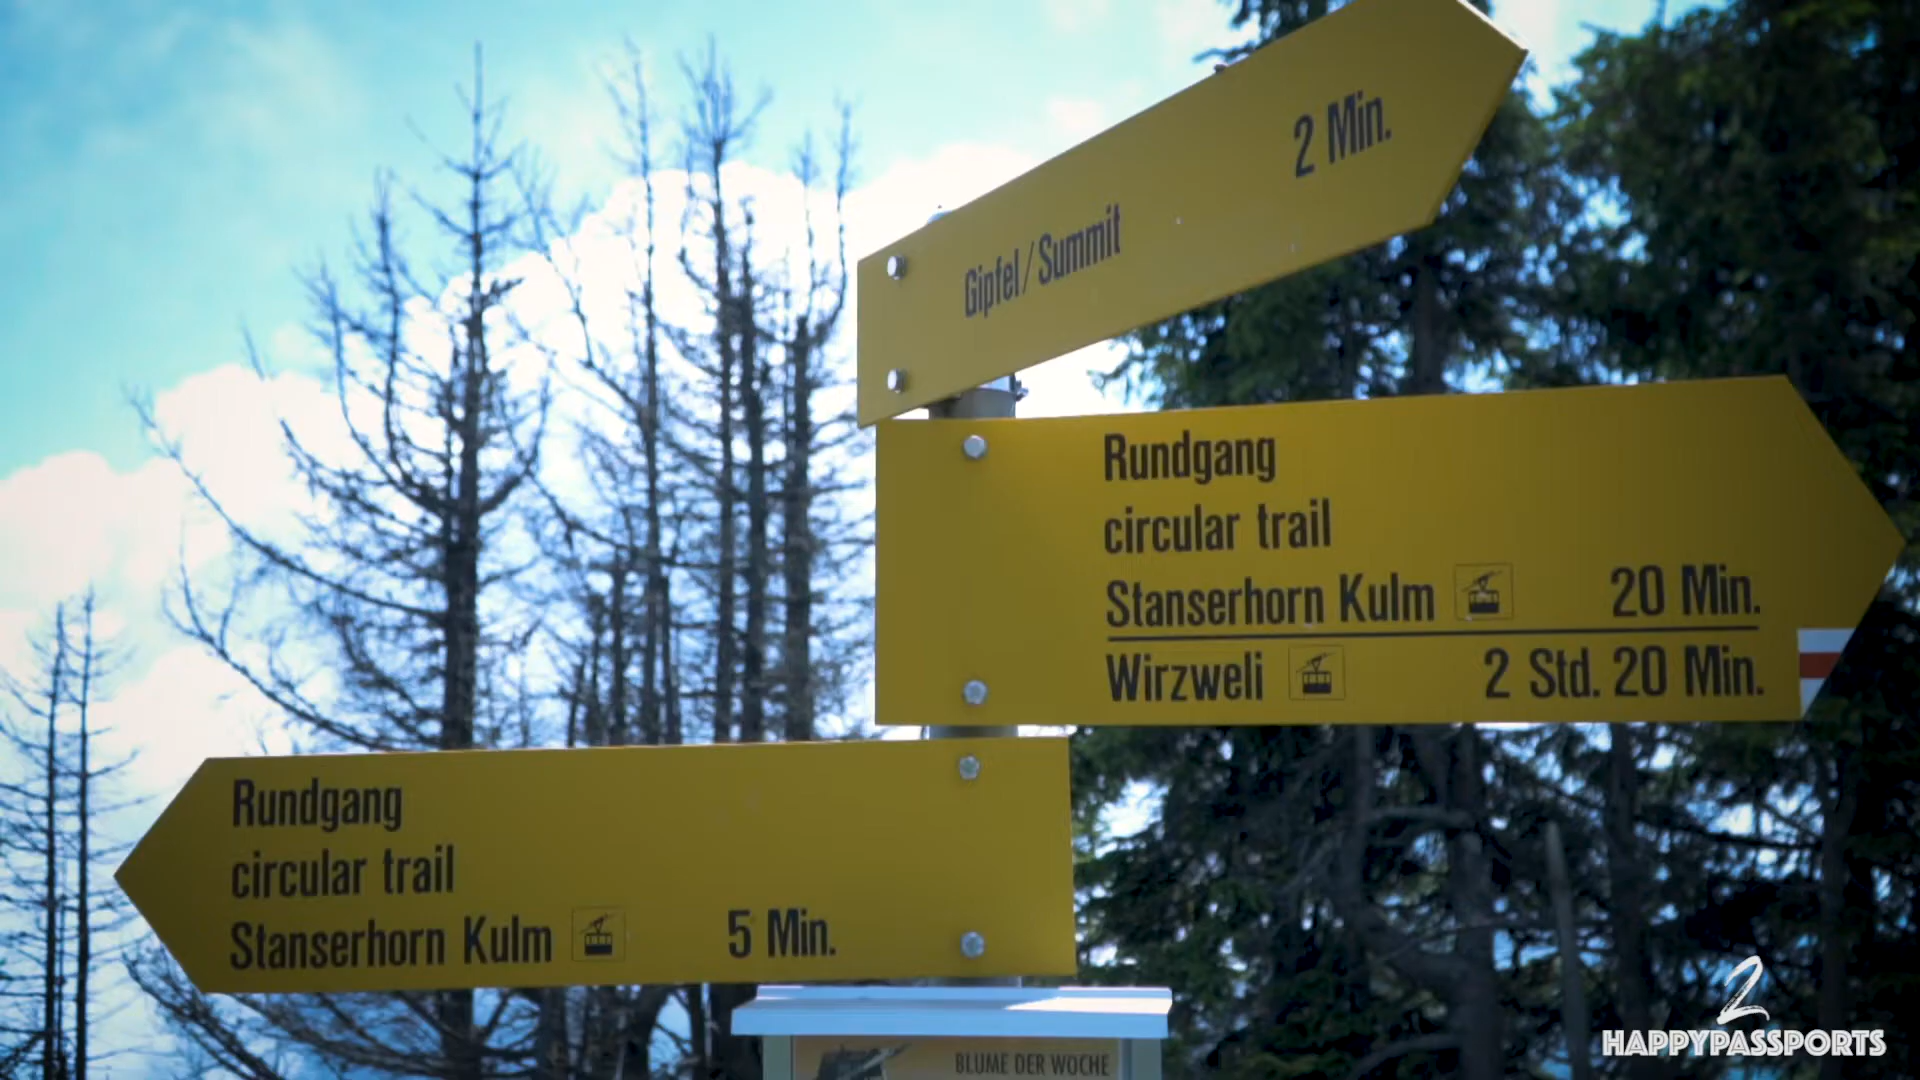 2 Min.
Gipfel / Summit
Rundgang
circular trail
Stanserhorn Kulm 20 Min.
Wirzweli 2 Std. 20 Min.
Rundgang
circular trail
Stanserhorn Kulm 5 Min.
BLUME DER WOCHE
2
HAPPYPASSPORTS